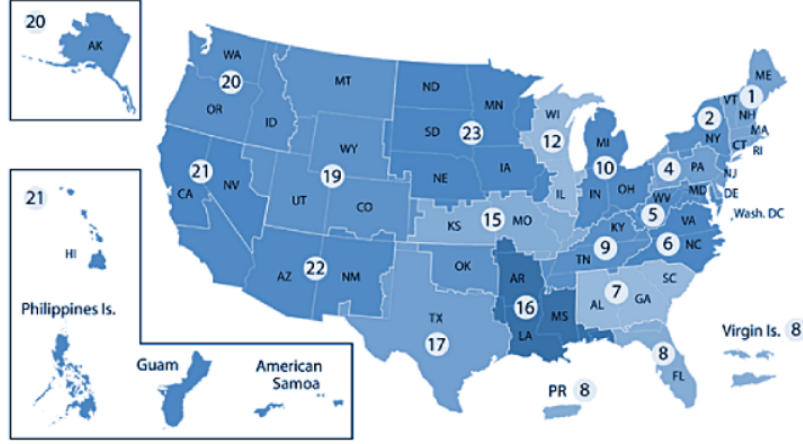 20
AK
21
HI
Philippines Is.
Guam
American
Samoa
WA
20
OR
ID
MT
WY
19
UT
CO
21
CA
NV
22
AZ
NM
ND
SD
MN
23
NE
IA
WI
12
IL
MI
10
IN
OH
KS
15
MO
OK
TX
17
AR
16
LA
MS
KY
9
TN
7
AL
GA
SC
8
FL
ME
VT
1
NH
2
NY
MA
CT
RI
4
PA
NJ
MD
DE
WV
5
VA
Wash. DC
6
NC
Virgin Is. 8
PR 8